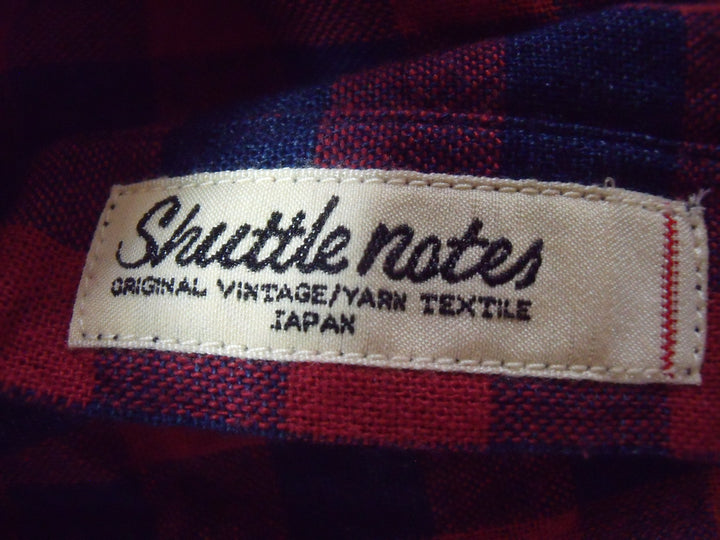 Shuttle notes
ORIGINAL VINTAGE/YARN TEXTILE
JAPAN